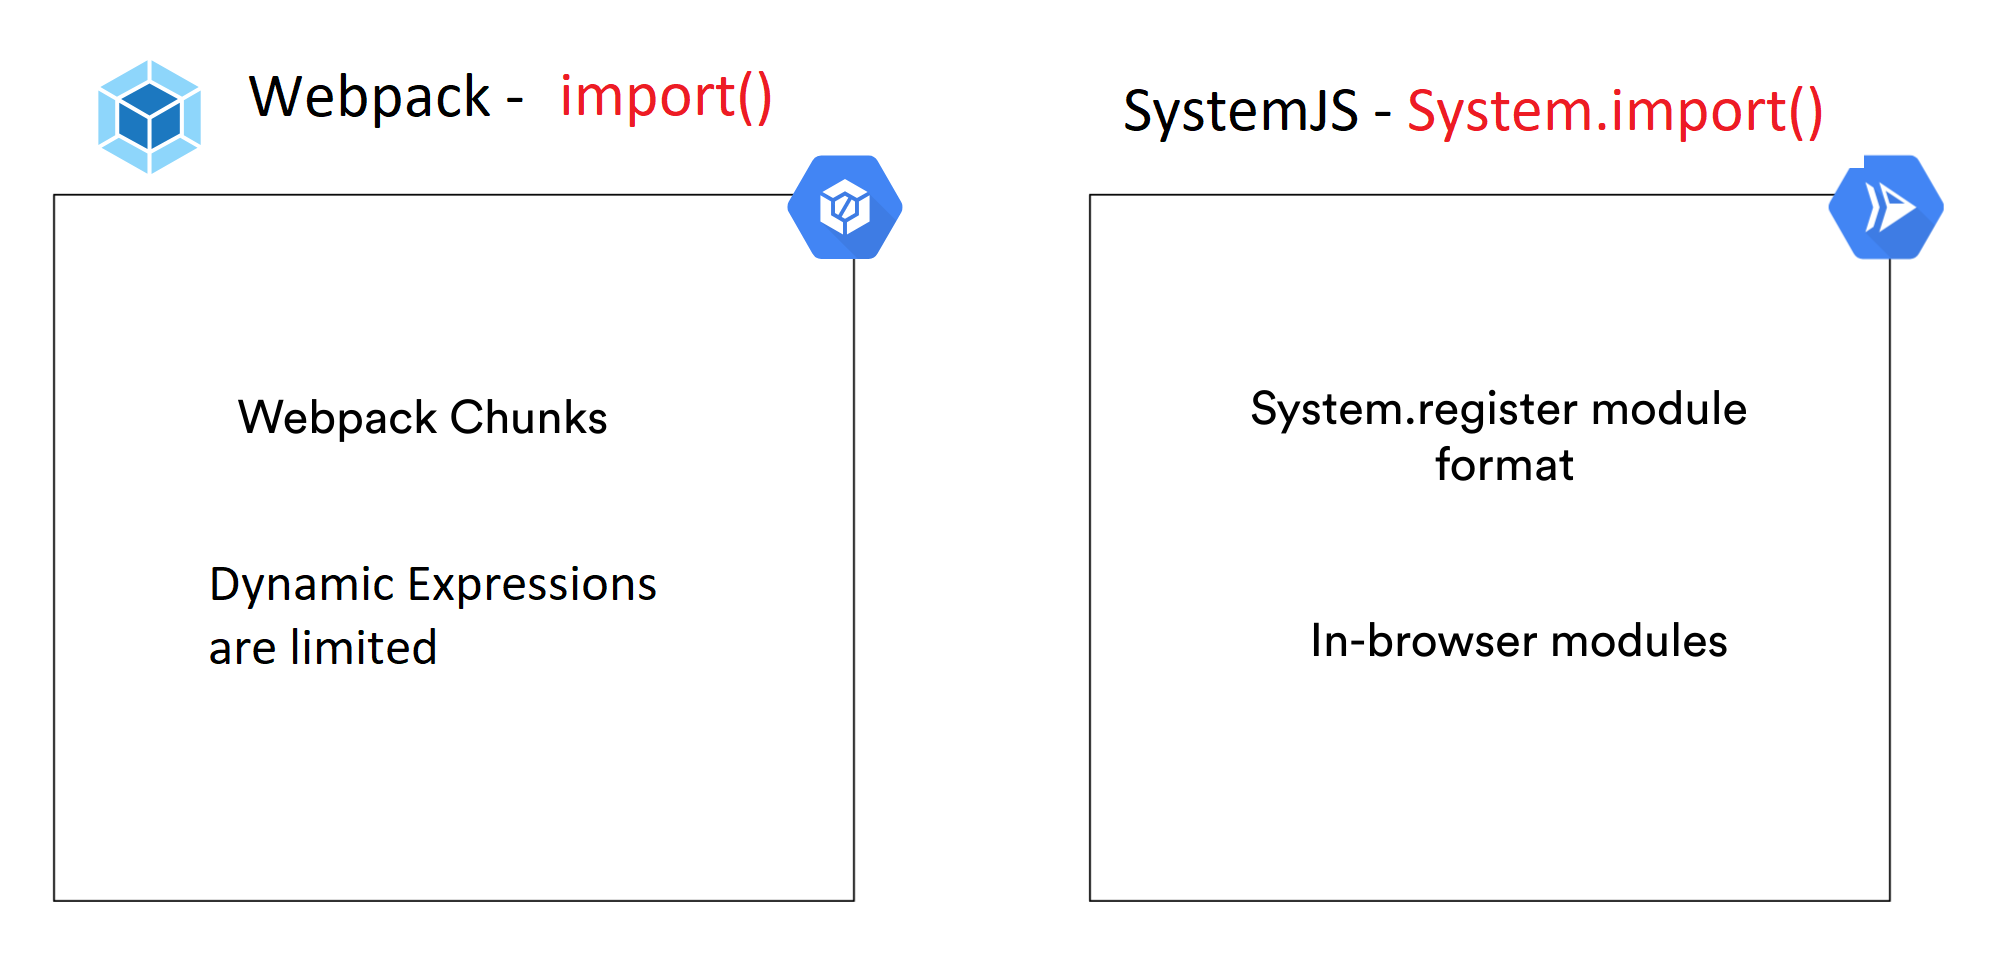 Webpack - import()
Webpack Chunks
Dynamic Expressions
are limited
SystemJS - System.import()
System.register module
format
In-browser modules